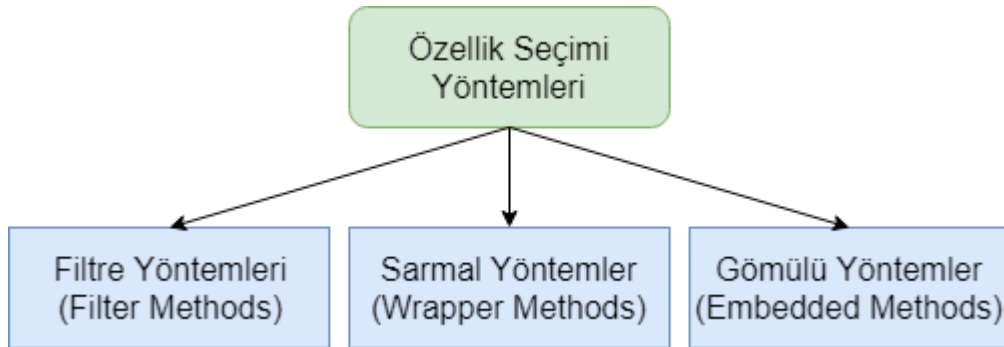 Özellik Seçimi
Yöntemleri
Filtre Yöntemleri
(Filter Methods)
Sarmal Yöntemler
(Wrapper Methods)
Gömülü Yöntemler
(Embedded Methods)